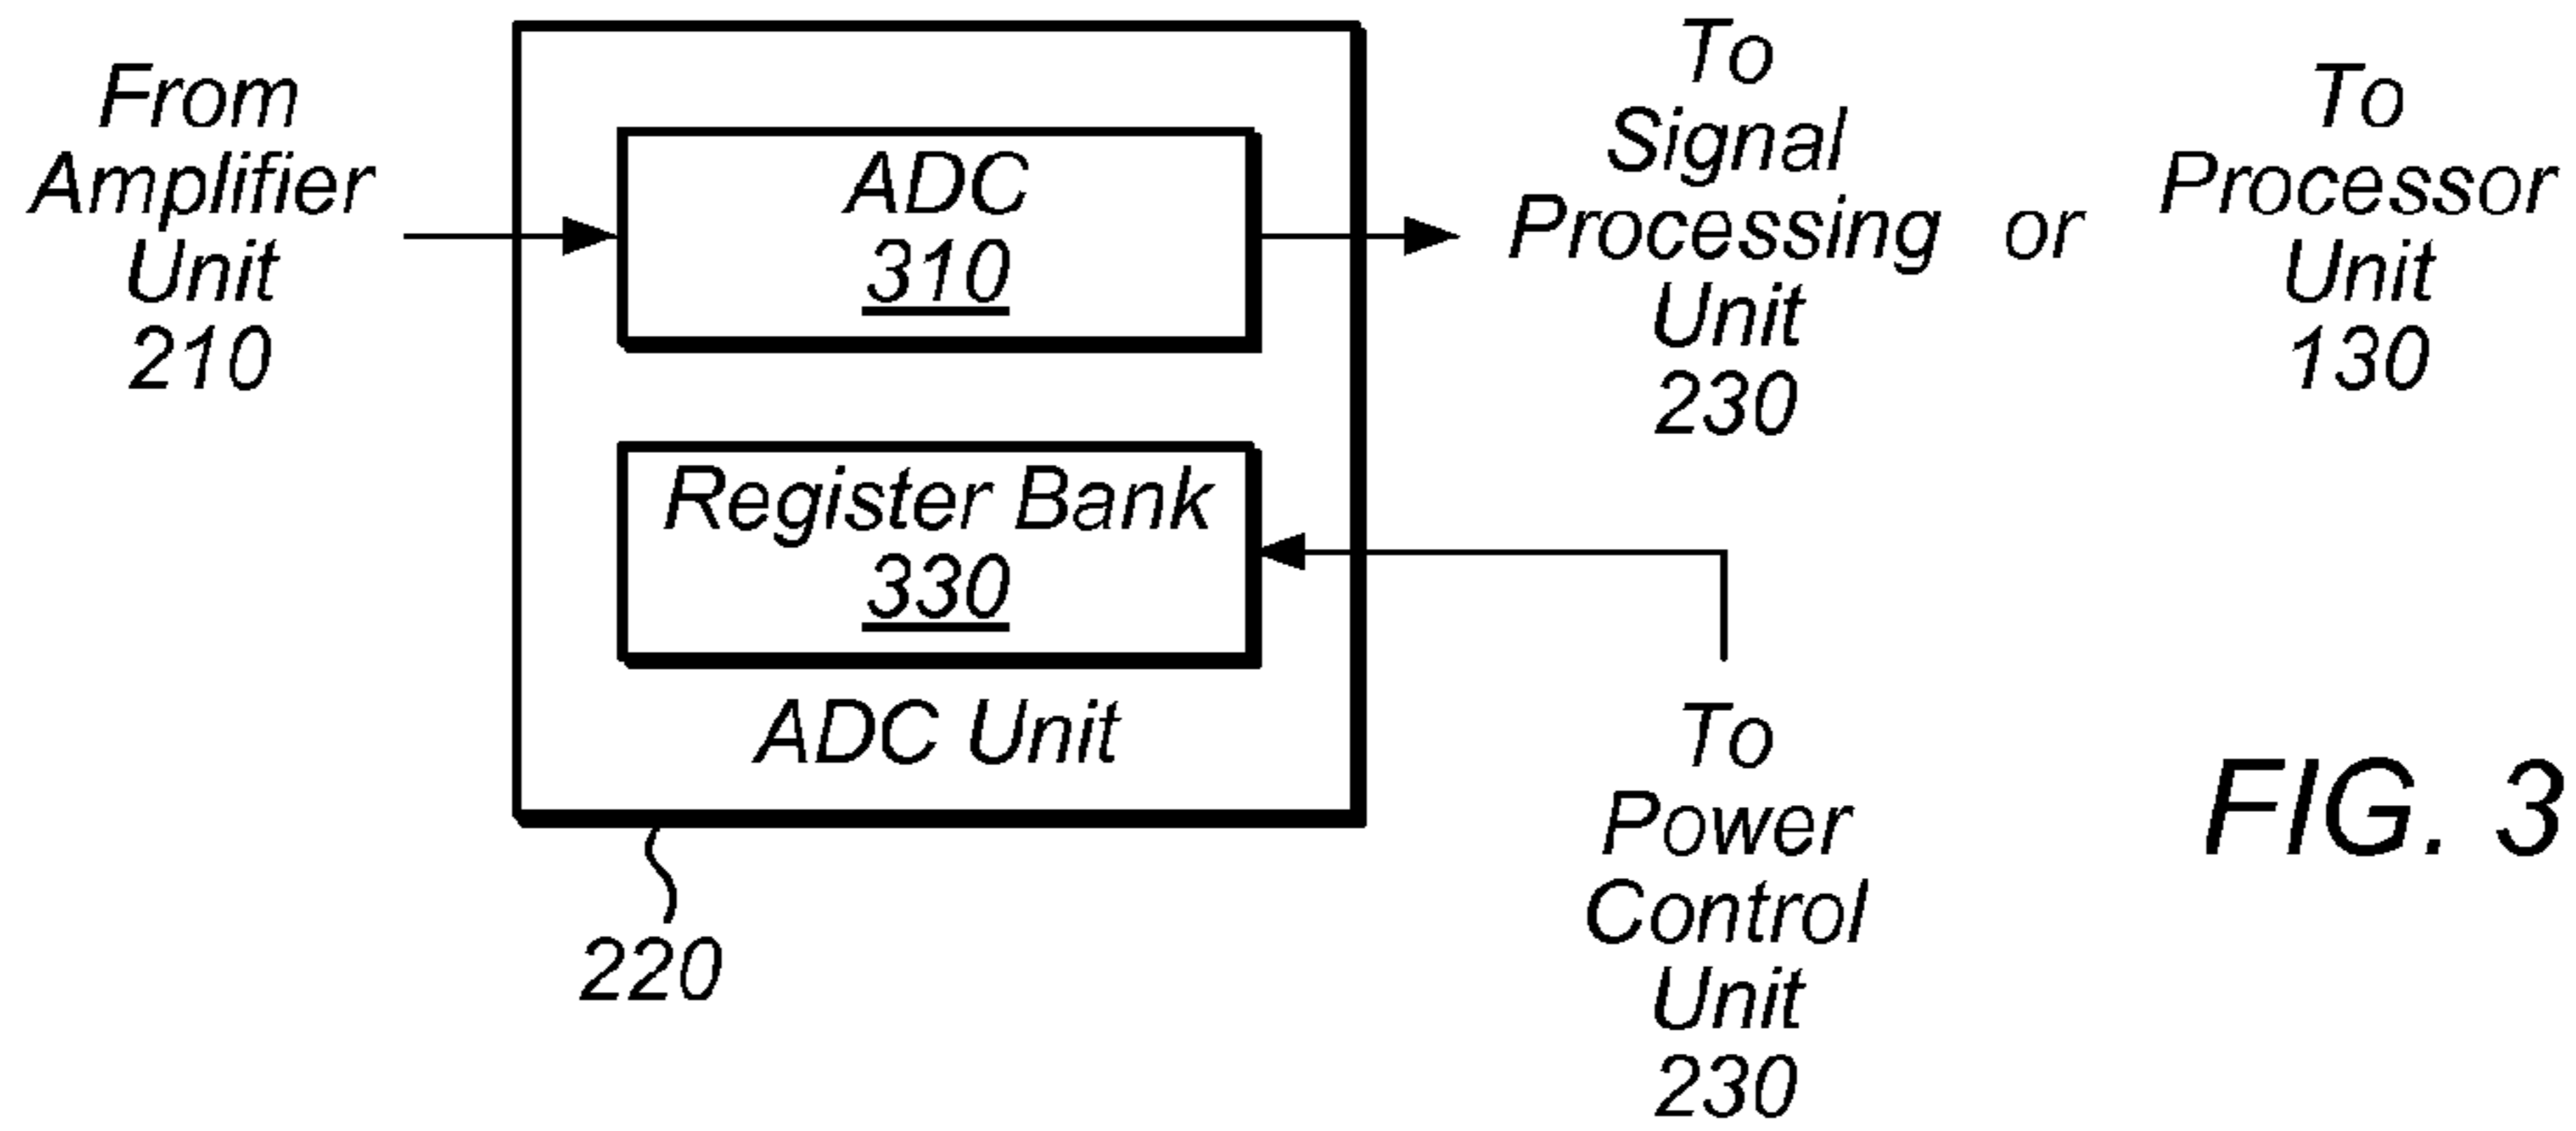 From
Amplifier
Unit
210
ADC
310
Register Bank
330
ADC Unit
220
To
Signal
Processing
Unit
230
or
To
Processor
Unit
130
To
Power
Control
Unit
230
FIG. 3